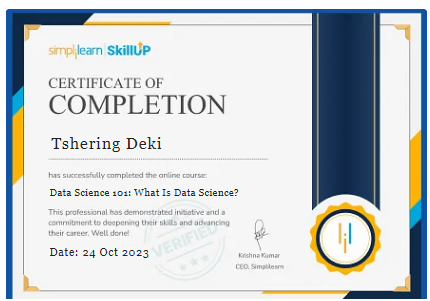 simplilearn | SkillUP
CERTIFICATE OF
COMPLETION
Tshering Deki
has successfully completed the online course:
Data Science 101: What Is Data Science?
This professional has demonstrated initiative and a
commitment to deepening their skills and advancing
their career. Well done!
VERIFIED
Date: 24 Oct 2023
Krishna Kumar
CEO, Simplilearn